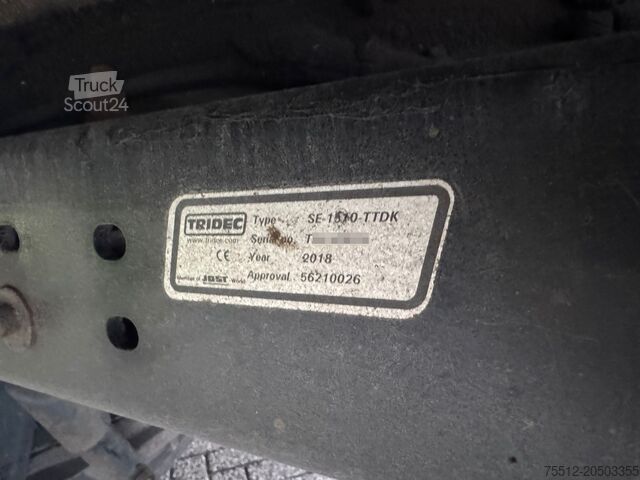 Truck
Scout24
TRIDEC Type SE-1510-TTDK
www.tridec.com Serial no. T
CE Year 2018
Member of JOST World Approval 56210026
75512-20503355